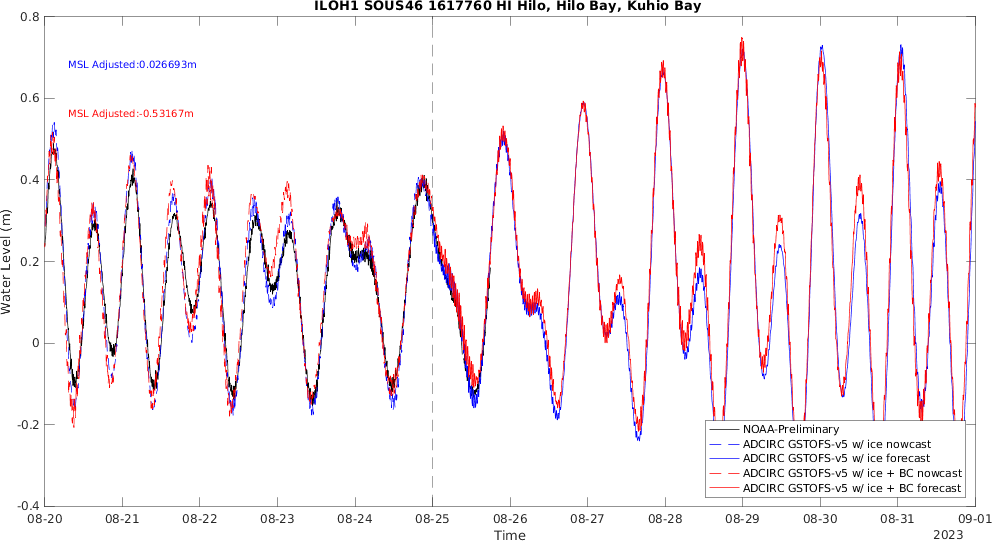 ILOH1 SOUS46 1617760 HI Hilo, Hilo Bay, Kuhio Bay
0.8
MSL Adjusted:0.026693m
0.6
MSL Adjusted:-0.53167m
0.4
Water Level (m)
0.2
0
-0.2
NOAA-Preliminary
ADCIRC GSTOFS-v5 w/ ice nowcast
ADCIRC GSTOFS-v5 w/ ice forecast
ADCIRC GSTOFS-v5 w/ ice + BC nowcast
ADCIRC GSTOFS-v5 w/ ice + BC forecast
-0.4
08-20 08-21 08-22 08-23 08-24 08-25 08-26 08-27 08-28 08-29 08-30 08-31 09-01
Time
2023